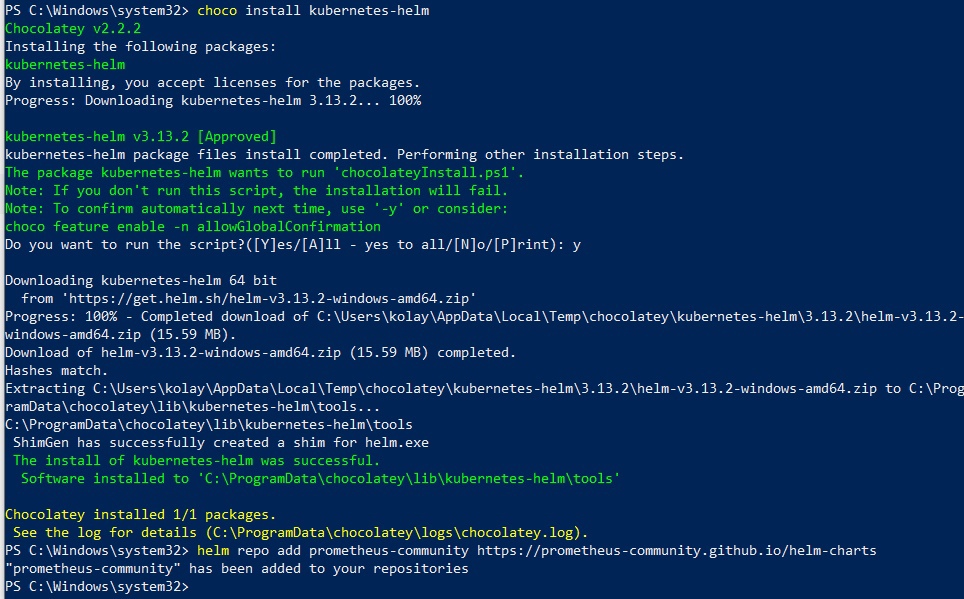 PS C:\Windows\system32> choco install kubernetes-helm
Chocolatey v2.2.2
Installing the following packages:
kubernetes-helm
By installing, you accept licenses for the packages.
Progress: Downloading kubernetes-helm 3.13.2... 100%
kubernetes-helm v3.13.2 [Approved]
kubernetes-helm package files install completed. Performing other installation steps.
The package kubernetes-helm wants to run 'chocolateyInstall.ps1'.
Note: If you don't run this script, the installation will fail.
Note: To confirm automatically next time, use '-y' or consider:
choco feature enable -n allowGlobalConfirmation
Do you want to run the script?([Y]es/[A]ll - yes to all/[N]o/[P]rint): y
Downloading kubernetes-helm 64 bit
  from 'https://get.helm.sh/helm-v3.13.2-windows-amd64.zip'
Progress: 100% - Completed download of C:\Users\kolay\AppData\Local\Temp\chocolatey\kubernetes-helm\3.13.2\helm-v3.13.2-
windows-amd64.zip (15.59 MB).
Download of helm-v3.13.2-windows-amd64.zip (15.59 MB) completed.
Hashes match.
Extracting C:\Users\kolay\AppData\Local\Temp\chocolatey\kubernetes-helm\3.13.2\helm-v3.13.2-windows-amd64.zip to C:\Prog
ramData\chocolatey\lib\kubernetes-helm\tools...
C:\ProgramData\chocolatey\lib\kubernetes-helm\tools
 ShimGen has successfully created a shim for helm.exe
 The install of kubernetes-helm was successful.
  Software installed to 'C:\ProgramData\chocolatey\lib\kubernetes-helm\tools'
Chocolatey installed 1/1 packages.
 See the log for details (C:\ProgramData\chocolatey\logs\chocolatey.log).
PS C:\Windows\system32> helm repo add prometheus-community https://prometheus-community.github.io/helm-charts
"prometheus-community" has been added to your repositories
PS C:\Windows\system32>